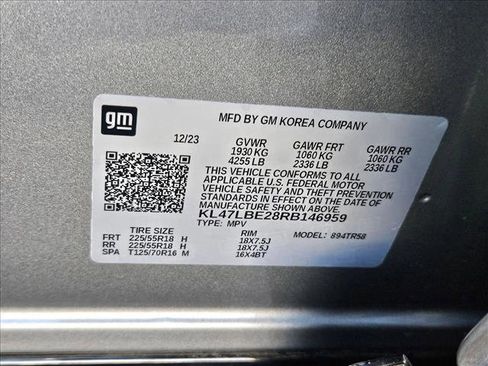 gm
MFD BY GM KOREA COMPANY
12/23 GVWR GAWR FRT GAWR RR
1930 KG 1060 KG 1060 KG
4255 LB 2336 LB 2336 LB
THIS VEHICLE CONFORMS TO ALL
APPLICABLE U.S. FEDERAL MOTOR
VEHICLE SAFETY AND THEFT PREVENTION
STANDARDS IN EFFECT ON THE DATE OF
MANUFACTURE SHOWN ABOVE.
KL47LBE28RB146959
TYPE: MPV
TIRE SIZE RIM MODEL: 894TR58
FRT 225/55R18 H 18X7.5J
RR 225/55R18 H 18X7.5J
SPA T125/70R16 M 16X4BT